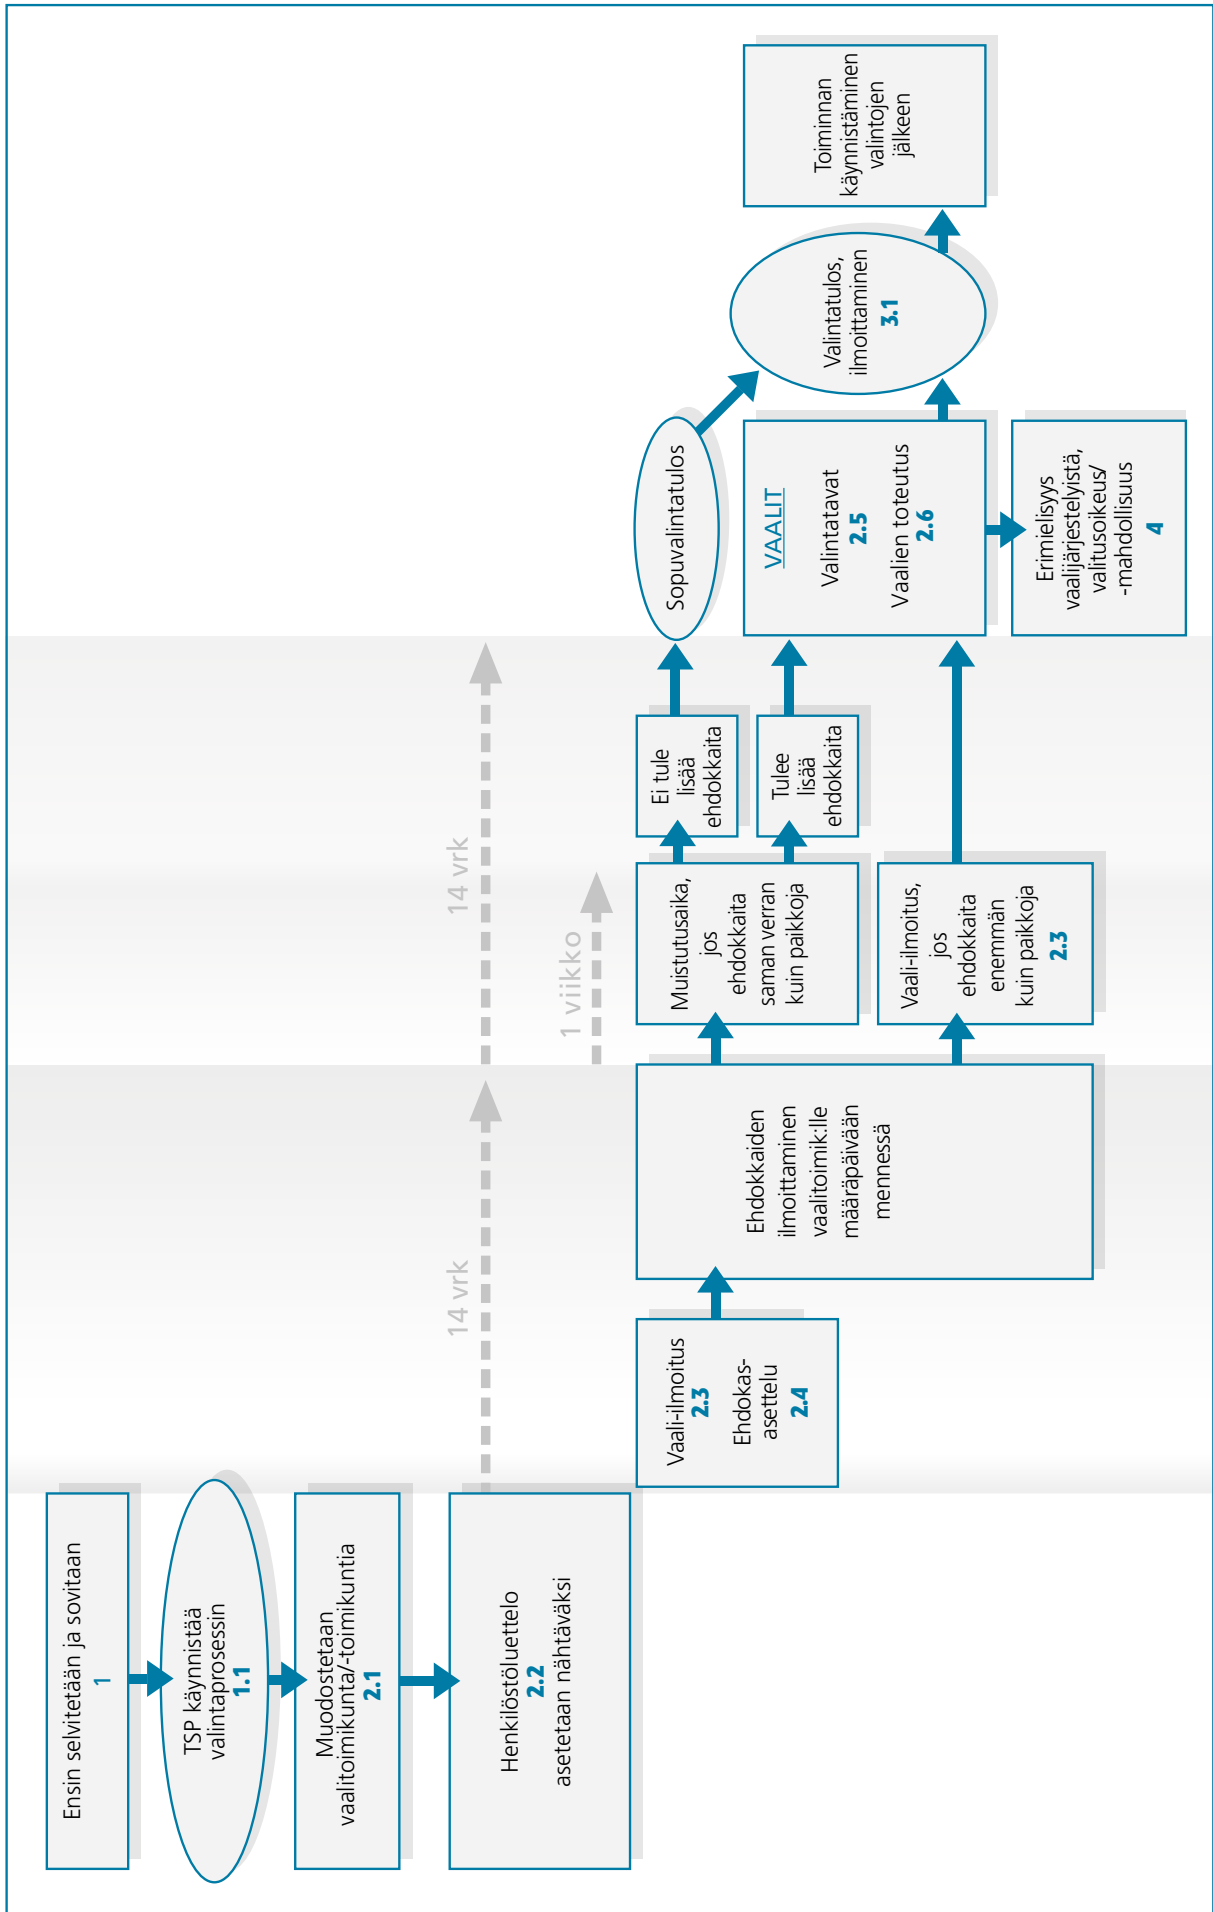 Ensin selvitetään ja sovitaan
1
TSP käynnistää
valintaprosessin
1.1
Muodostetaan
vaalitoimikunta/-toimikuntia
2.1
Henkilöstöluettelo
2.2
asetetaan nähtäväksi
14 vrk
14 vrk
1 viikko
Vaali-ilmoitus
2.3
Ehdokas-
asettelu
2.4
Ehdokkaiden
ilmoittaminen
vaalitoimik:lle
määräpäivään
mennessä
Muistutusaika,
jos
ehdokkaita
saman verran
kuin paikkoja
Vaali-ilmoitus,
jos
ehdokkaita
enemmän
kuin paikkoja
2.3
Ei tule
lisää
ehdokkaita
Tulee
lisää
ehdokkaita
Sopuvalintatulos
VAALIT
Valintatavat
2.5
Vaalien toteutus
2.6
Erimielisyys
vaalijärjestelyistä,
valitusoikeus/
-mahdollisuus
4
Valintatulos,
ilmoittaminen
3.1
Toiminnan
käynnistäminen
valintojen
jälkeen